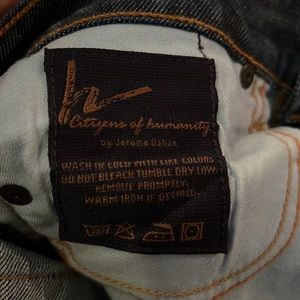 Citizens of humanity
by Jerome Dahan
WASH IN COLD WITH LIKE COLORS
DO NOT BLEACH TUMBLE DRY LOW
REMOVE PROMPTLY.
WARM IRON IF DESIRED.